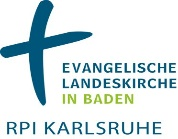 EVANGELISCHE
LANDESKIRCHE
IN BADEN
RPI KARLSRUHE